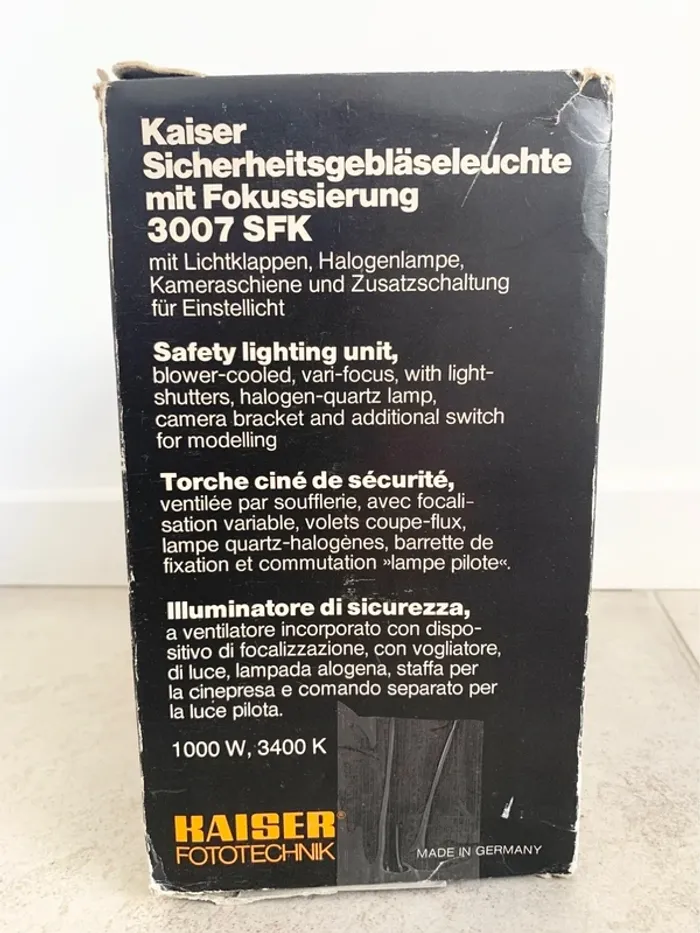 Kaiser
Sicherheitsgebläseleuchte
mit Fokussierung
3007 SFK
mit Lichtklappen, Halogenlampe,
Kameraschiene und Zusatzschaltung
für Einstellicht
Safety lighting unit,
blower-cooled, vari-focus, with light-
shutters, halogen-quartz lamp,
camera bracket and additional switch
for modelling
Torche ciné de sécurité,
ventilée par soufflerie, avec focali-
sation variable, volets coupe-flux,
lampe quartz-halogènes, barrette de
fixation et commutation »lampe pilote«.
Illuminatore di sicurezza,
a ventilatore incorporato con dispo-
sitivo di focalizzazione, con vogliatore,
di luce, lampada alogena, staffa per
la cinepresa e comando separato per
la luce pilota.
1000 W, 3400 K
KAISER®
FOTOTECHNIK
MADE IN GERMANY